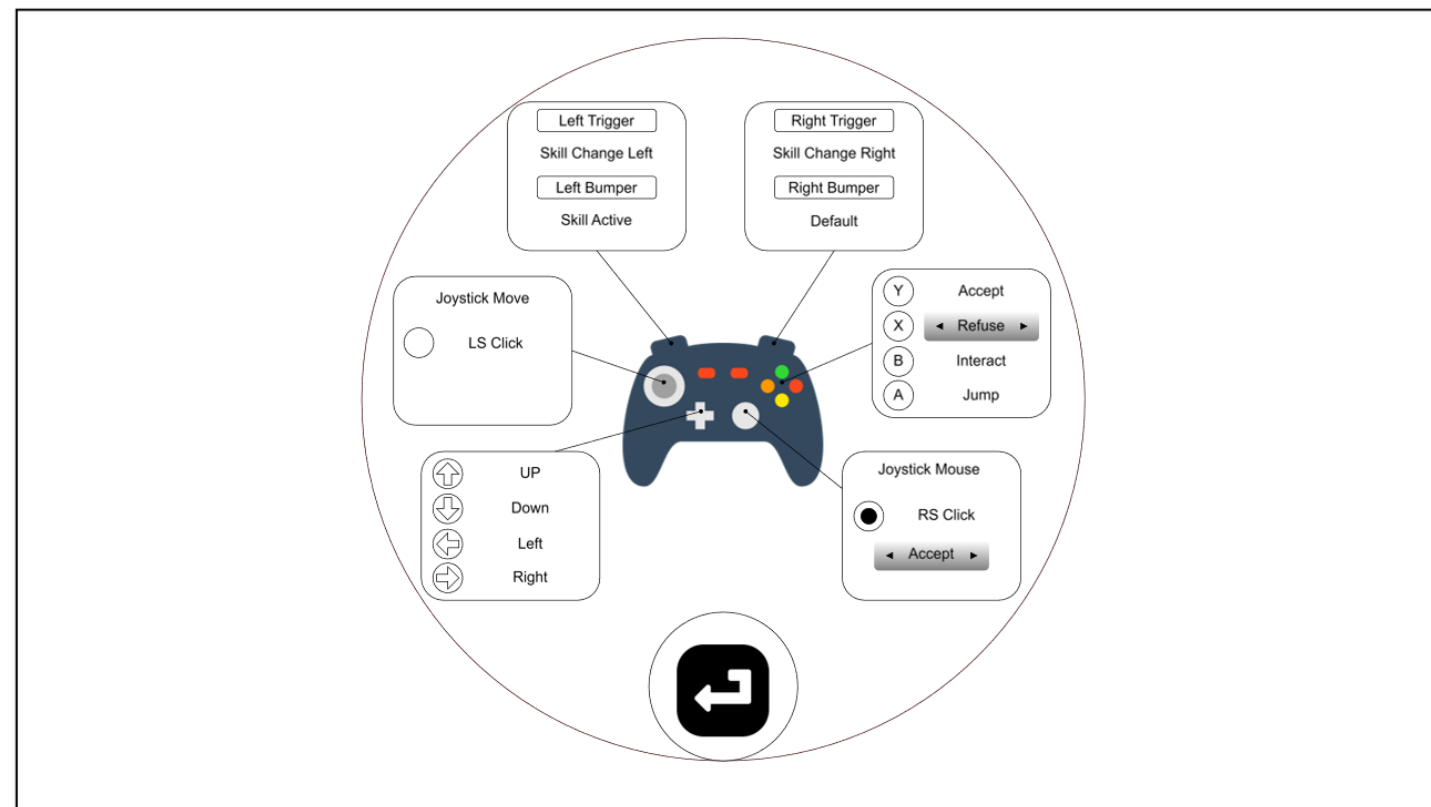 Left Trigger
Skill Change Left
Left Bumper
Skill Active
Right Trigger
Skill Change Right
Right Bumper
Default
Joystick Move
LS Click
Y Accept
X ◄ Refuse ►
B Interact
A Jump
UP
Down
Left
Right
Joystick Mouse
RS Click
◄ Accept ►